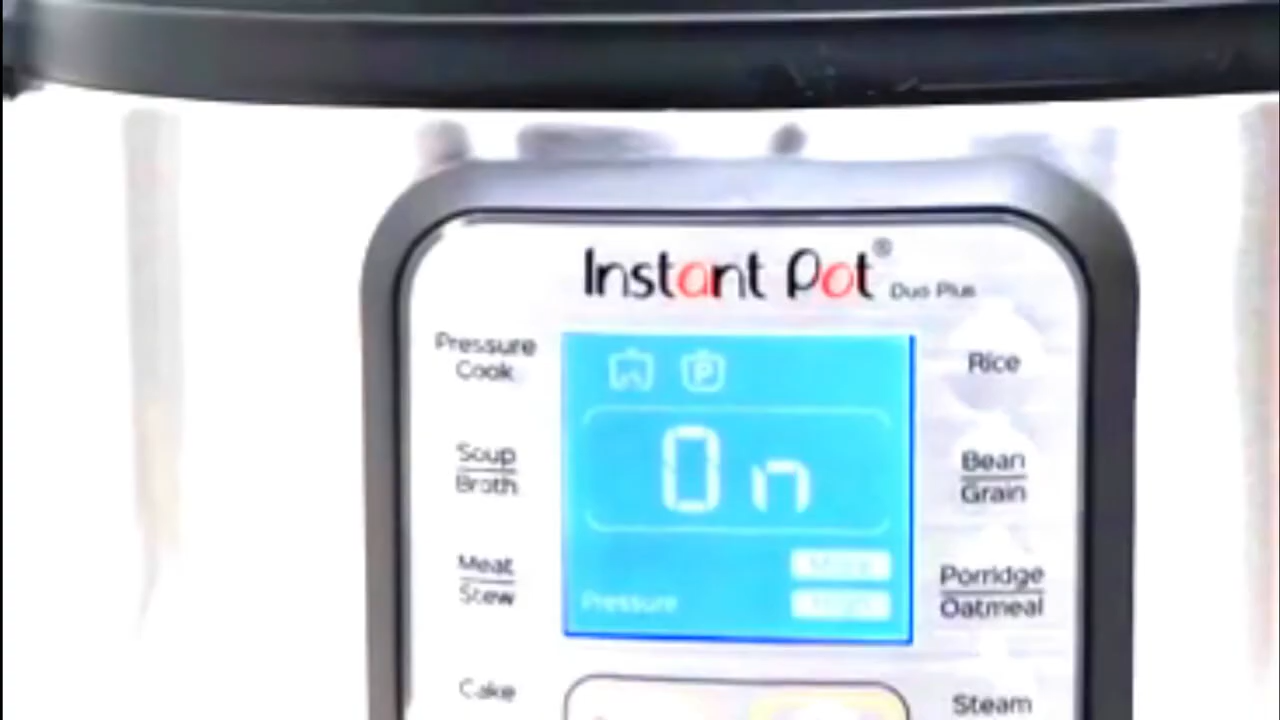 Instant Pot®
Duo Plus
Pressure
Cook
Rice
P
On
Soup
Broth
Bean
Grain
Meat
Stew
Pressure
Porridge
Oatmeal
Cake
Steam